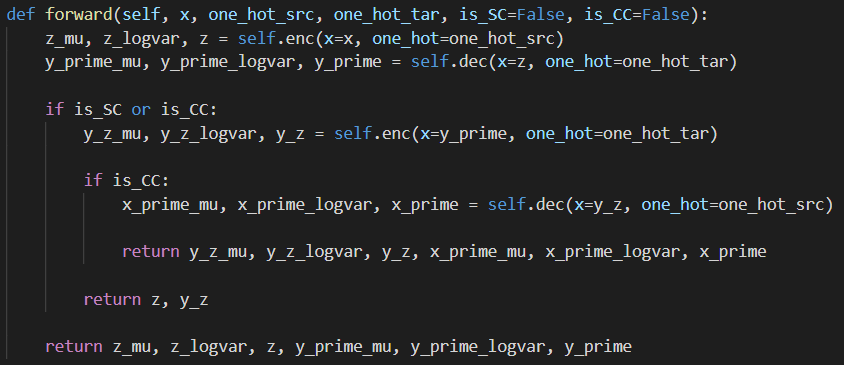 def forward(self, x, one_hot_src, one_hot_tar, is_SC=False, is_CC=False):
    z_mu, z_logvar, z = self.enc(x=x, one_hot=one_hot_src)
    y_prime_mu, y_prime_logvar, y_prime = self.dec(x=z, one_hot=one_hot_tar)
    if is_SC or is_CC:
        y_z_mu, y_z_logvar, y_z = self.enc(x=y_prime, one_hot=one_hot_tar)
        if is_CC:
            x_prime_mu, x_prime_logvar, x_prime = self.dec(x=y_z, one_hot=one_hot_src)
            return y_z_mu, y_z_logvar, y_z, x_prime_mu, x_prime_logvar, x_prime
        return z, y_z
    return z_mu, z_logvar, z, y_prime_mu, y_prime_logvar, y_prime